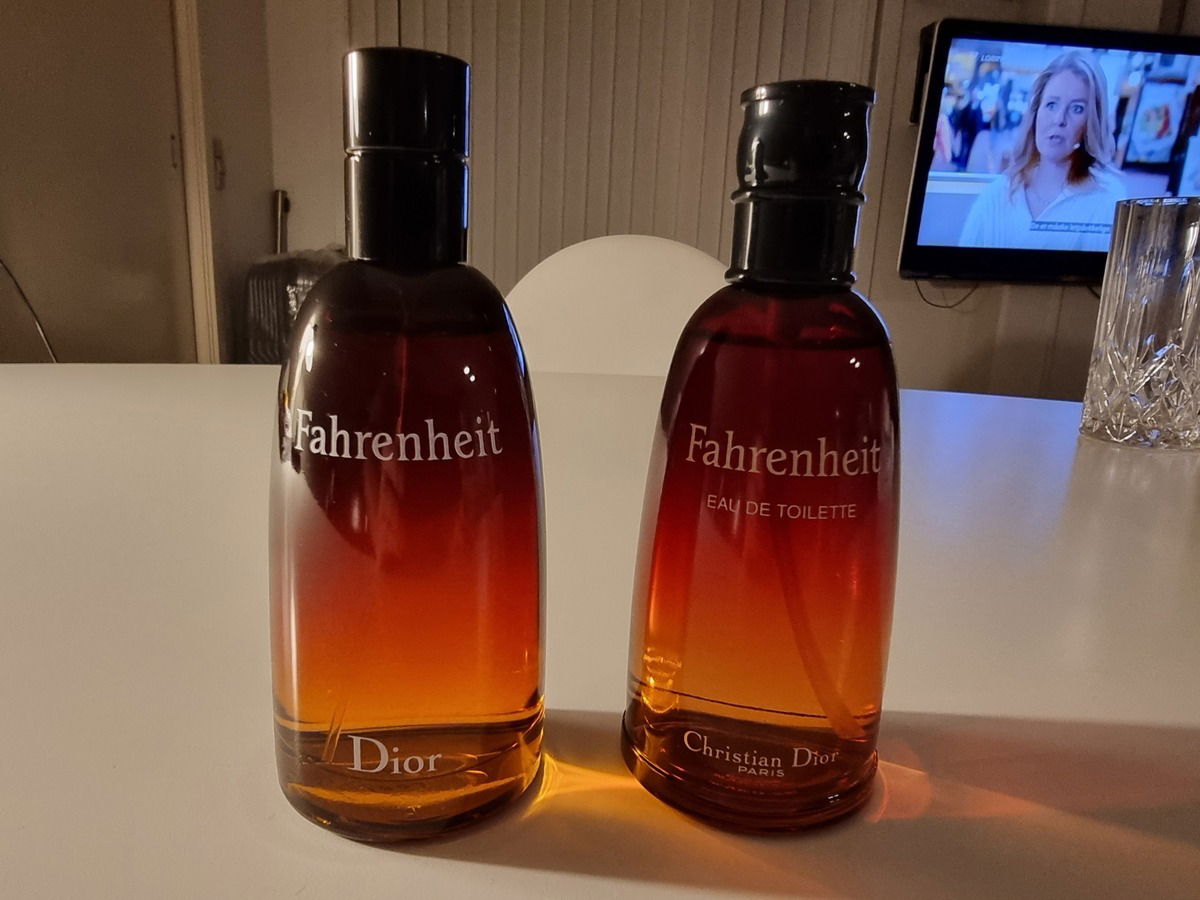 Fahrenheit
Dior
Fahrenheit
EAU DE TOILETTE
Christian Dior
PARIS